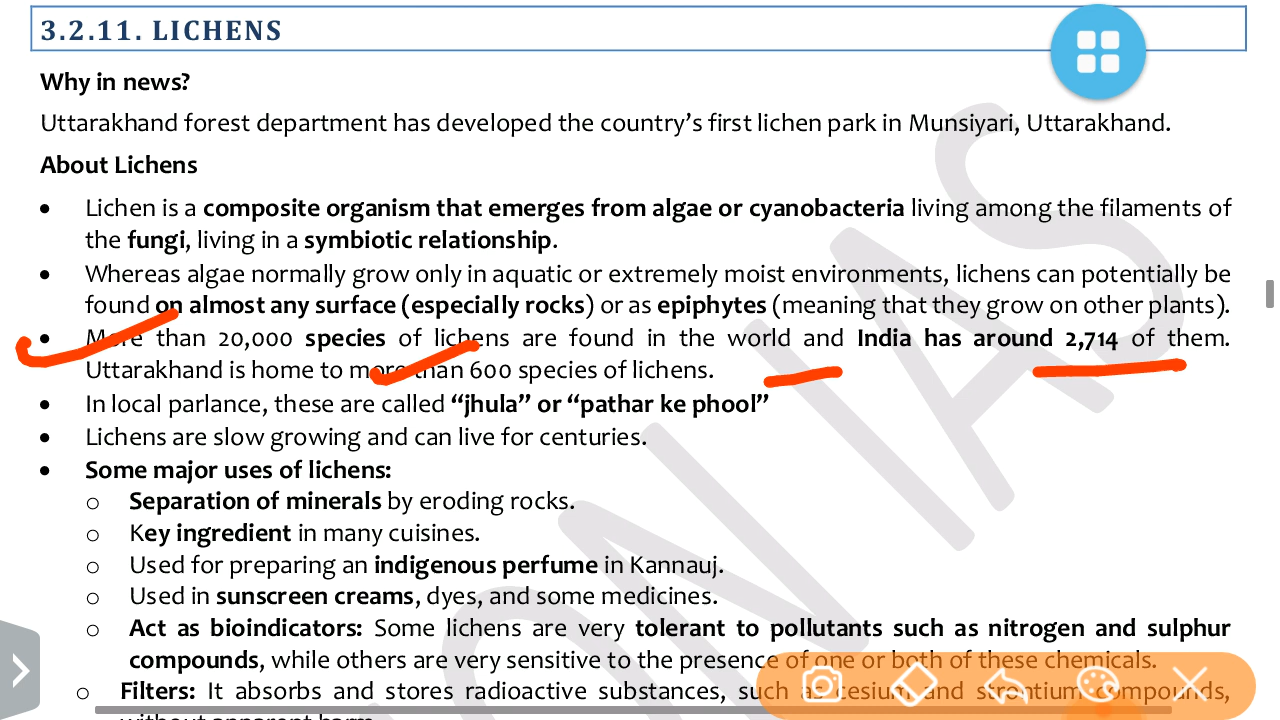 3.2.11. LICHENS
Why in news?
Uttarakhand forest department has developed the country's first lichen park in Munsiyari, Uttarakhand.
About Lichens
• Lichen is a composite organism that emerges from algae or cyanobacteria living among the filaments of
the fungi, living in a symbiotic relationship.
• Whereas algae normally grow only in aquatic or extremely moist environments, lichens can potentially be
found on almost any surface (especially rocks) or as epiphytes (meaning that they grow on other plants).
• More than 20,000 species of lichens are found in the world and India has around 2,714 of them.
Uttarakhand is home to more than 600 species of lichens.
• In local parlance, these are called “jhula” or “pathar ke phool”
• Lichens are slow growing and can live for centuries.
• Some major uses of lichens:
o Separation of minerals by eroding rocks.
o Key ingredient in many cuisines.
o Used for preparing an indigenous perfume in Kannauj.
o Used in sunscreen creams, dyes, and some medicines.
o Act as bioindicators: Some lichens are very tolerant to pollutants such as nitrogen and sulphur
compounds, while others are very sensitive to the presence of one or both of these chemicals.
o Filters: It absorbs and stores radioactive substances, such as cesium and strontium compounds,
without apparent harm.
ON IAS